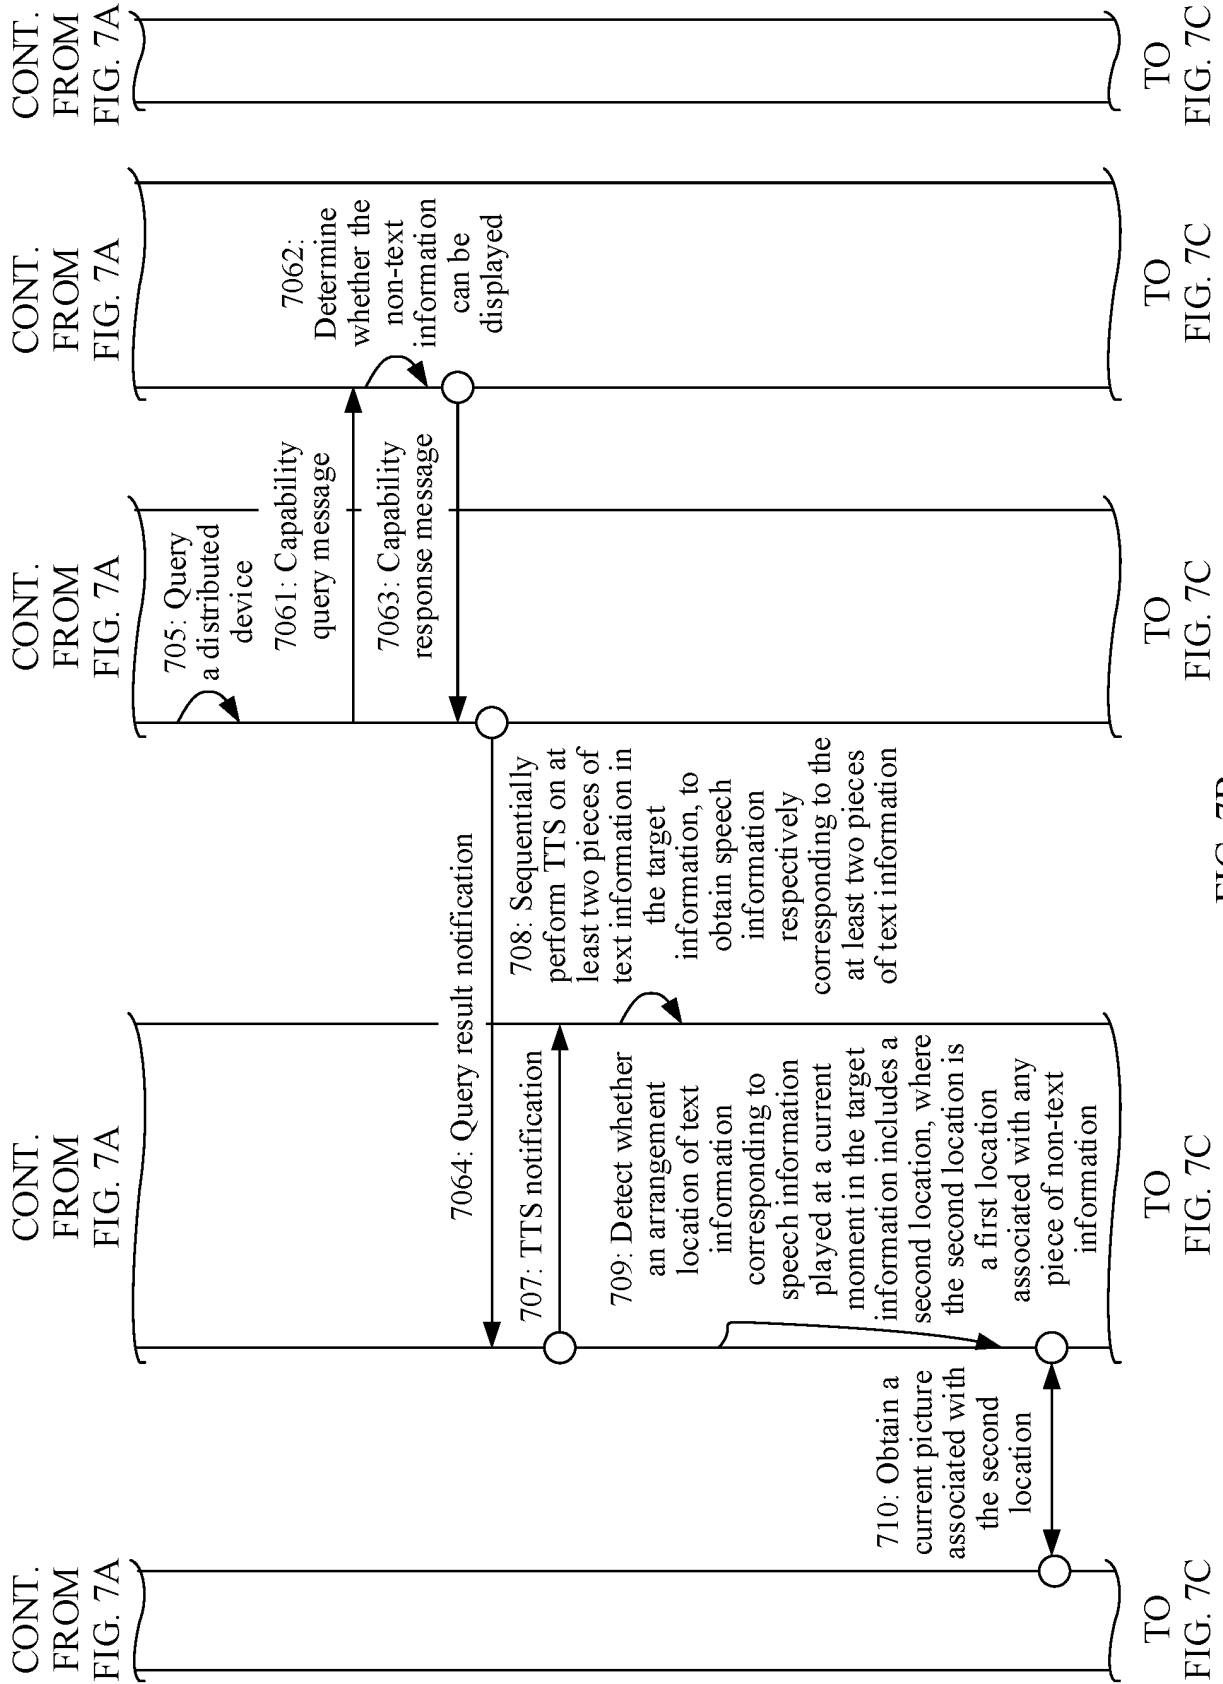 CONT.
FROM
FIG. 7A
CONT.
FROM
FIG. 7A
CONT.
FROM
FIG. 7A
CONT.
FROM
FIG. 7A
CONT.
FROM
FIG. 7A
705: Query
a distributed
device
7061: Capability
query message
7062:
Determine
whether the
non-text
information
can be
displayed
7063: Capability
response message
7064: Query result notification
707: TTS notification
708: Sequentially
perform TTS on at
least two pieces of
text information in
the target
information, to
obtain speech
information
respectively
corresponding to the
at least two pieces
of text information
709: Detect whether
an arrangement
location of text
information
corresponding to
speech information
played at a current
moment in the target
information includes a
second location, where
the second location is
a first location
associated with any
piece of non-text
information
710: Obtain a
current picture
associated with
the second
location
TO
FIG. 7C
TO
FIG. 7C
TO
FIG. 7C
TO
FIG. 7C
TO
FIG. 7C